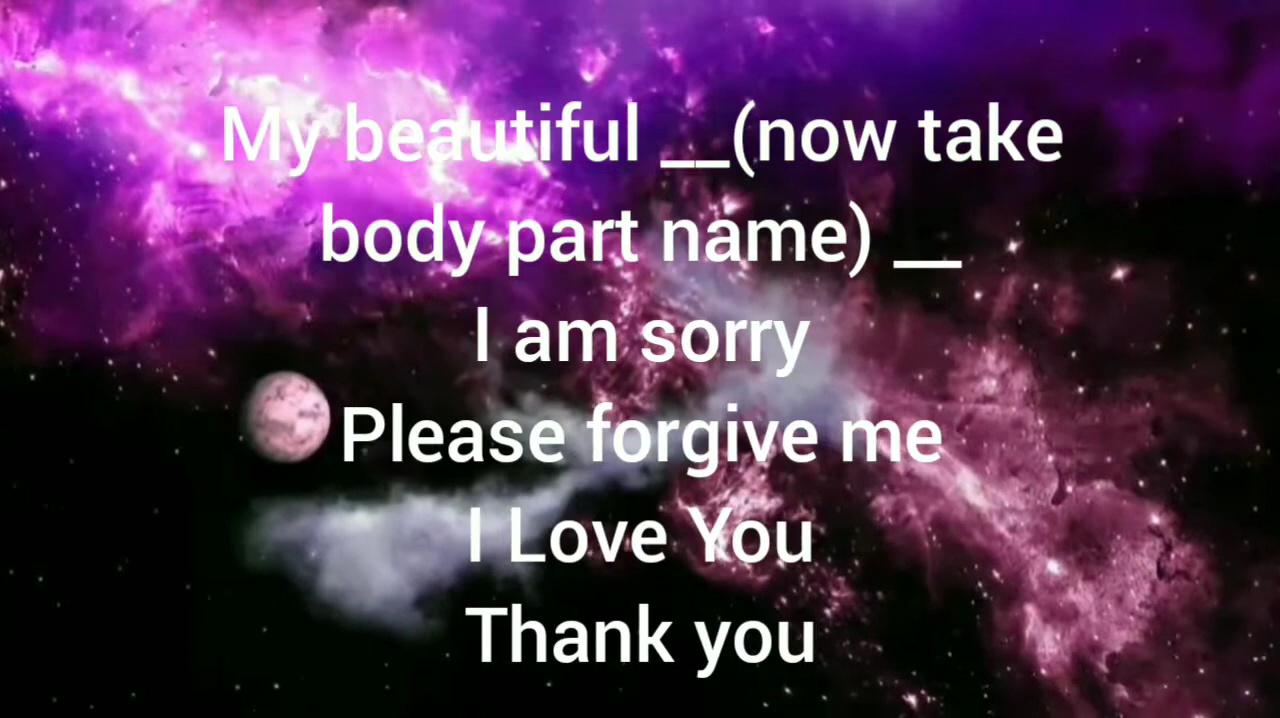 My beautiful __(now take
body part name) __
I am sorry
Please forgive me
I Love You
Thank you